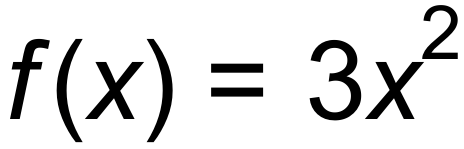 f(x) = 3x²